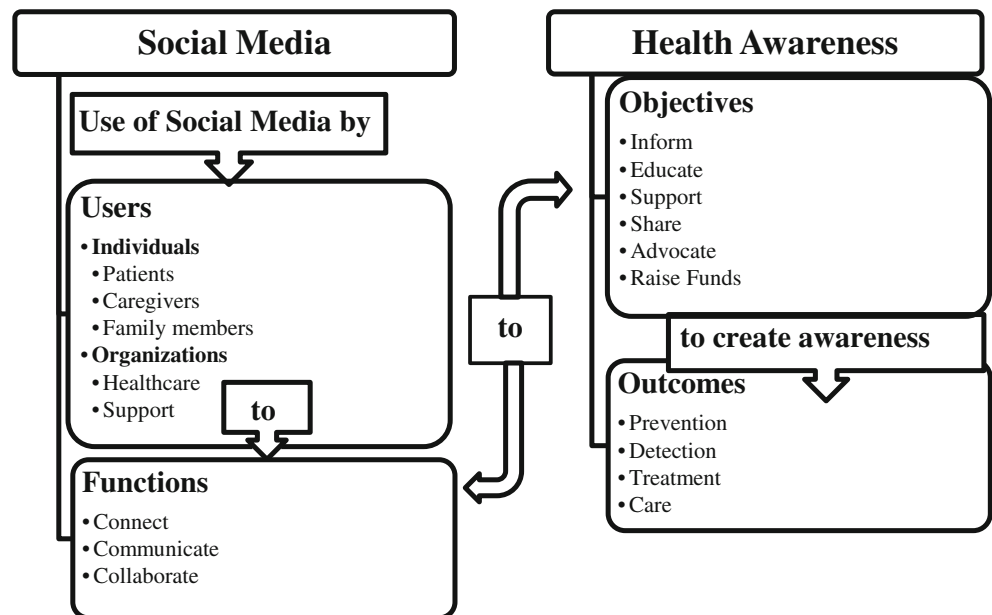 Social Media
Use of Social Media by
Users
• Individuals
• Patients
• Caregivers
• Family members
• Organizations
• Healthcare
• Support
to
Functions
• Connect
• Communicate
• Collaborate
to
Health Awareness
Objectives
• Inform
• Educate
• Support
• Share
• Advocate
• Raise Funds
to create awareness
Outcomes
• Prevention
• Detection
• Treatment
• Care